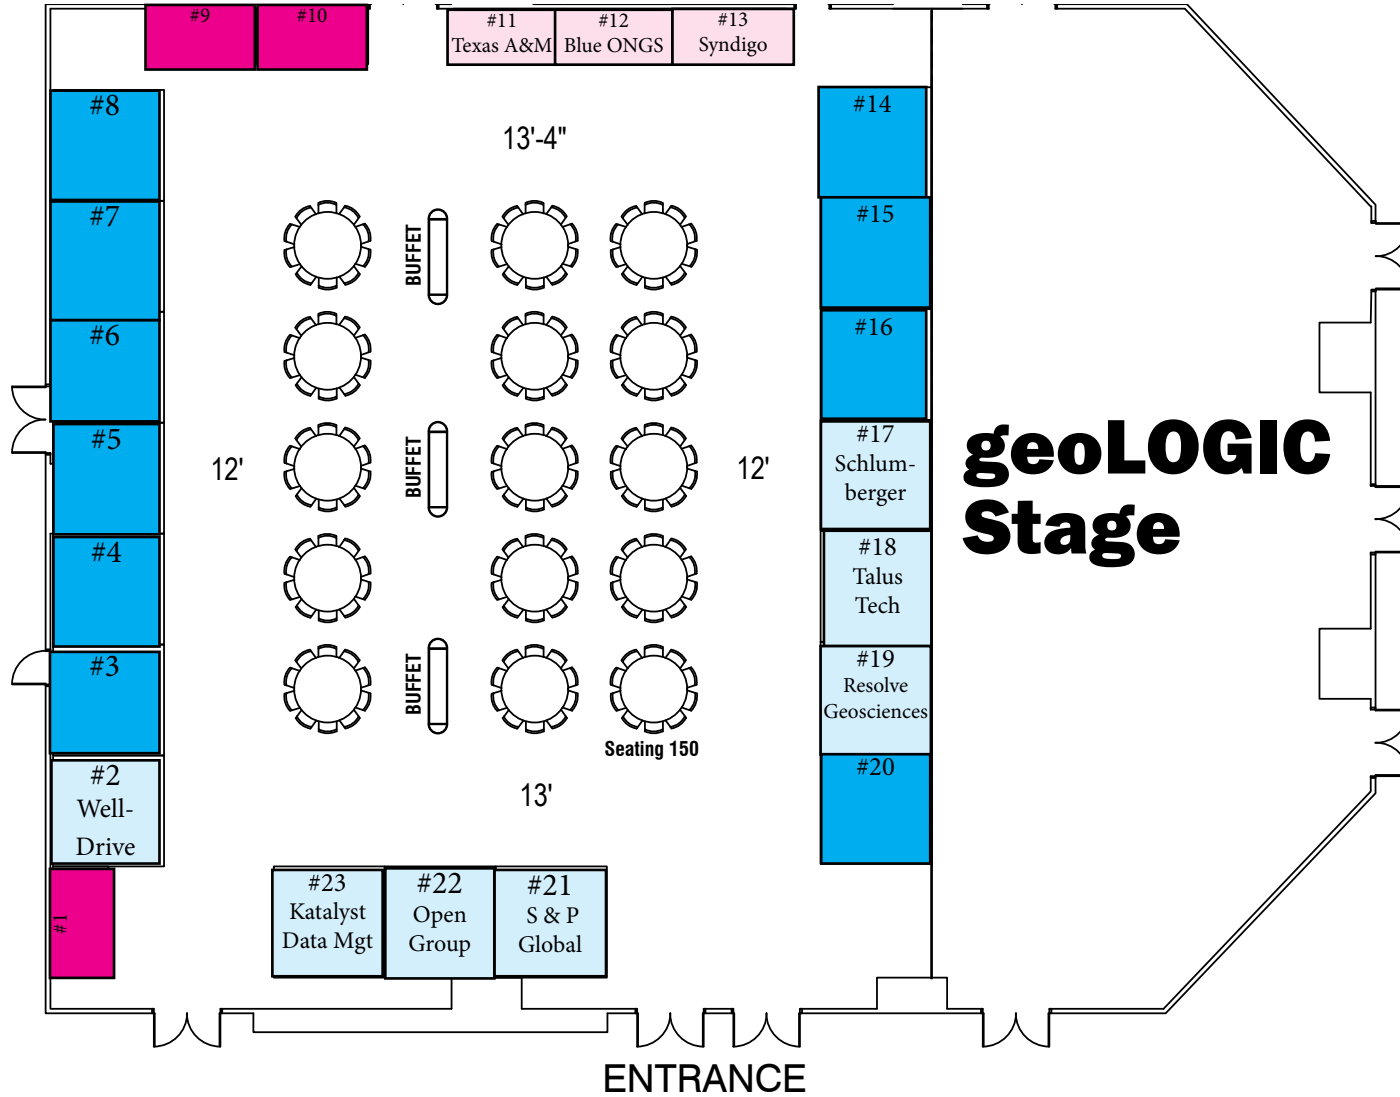 #9
#10
#11
Texas A&M
#12
Blue ONGS
#13
Syndigo
#8
13'-4"
#14
#7
BUFFET
#15
#6
#16
#5
12'
BUFFET
12'
#17
Schlum-
berger
geoLOGIC
Stage
#4
#18
Talus
Tech
#3
BUFFET
#19
Resolve
Geosciences
Seating 150
#2
Well-
Drive
13'
#20
#1
#23
Katalyst
Data Mgt
#22
Open
Group
#21
S & P
Global
ENTRANCE